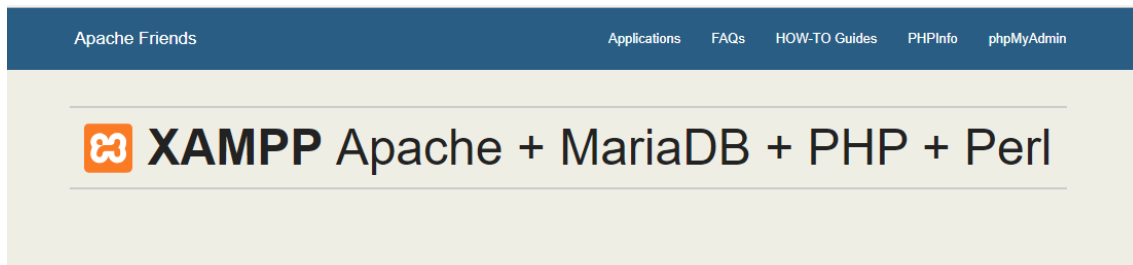 Apache Friends Applications FAQs HOW-TO Guides PHPInfo phpMyAdmin
XAMPP Apache + MariaDB + PHP + Perl